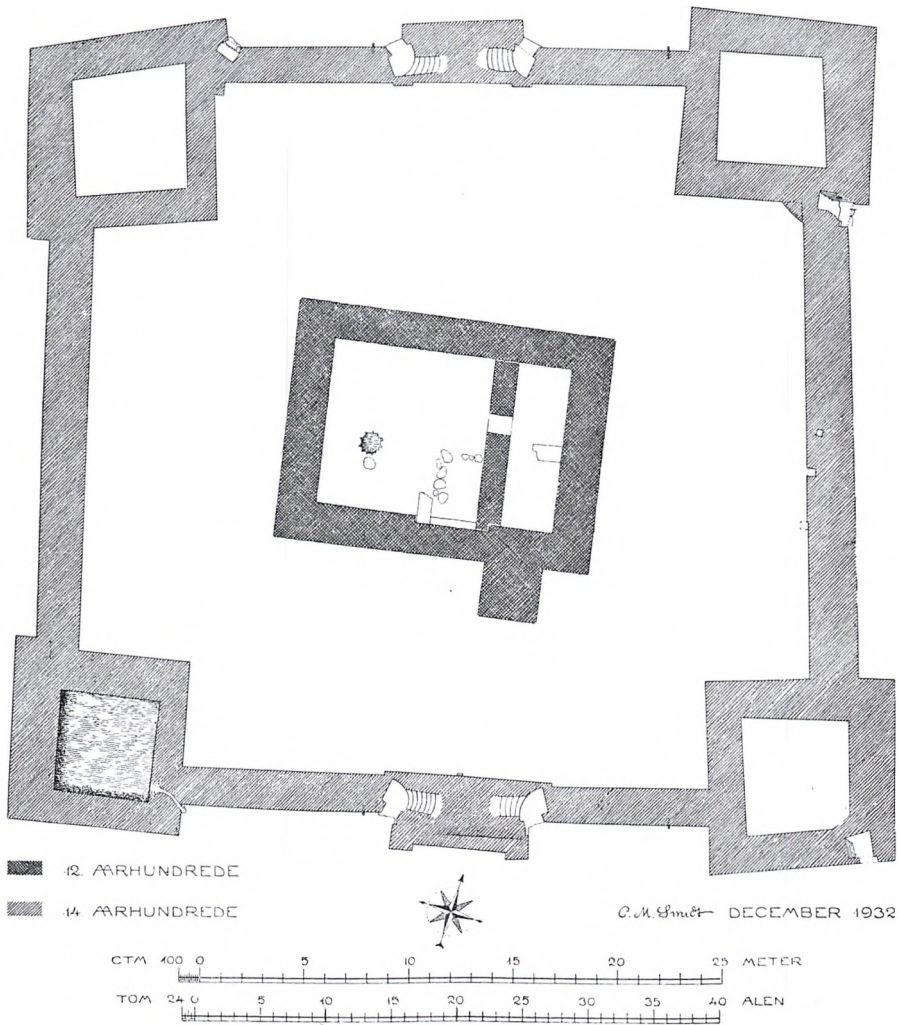 12. AARHUNDREDE
14. AARHUNDREDE
C. M. Smidt DECEMBER 1932
CTM 100 0 5 10 15 20 25 METER
TOM 24 0 5 10 15 20 25 30 35 40 ALEN